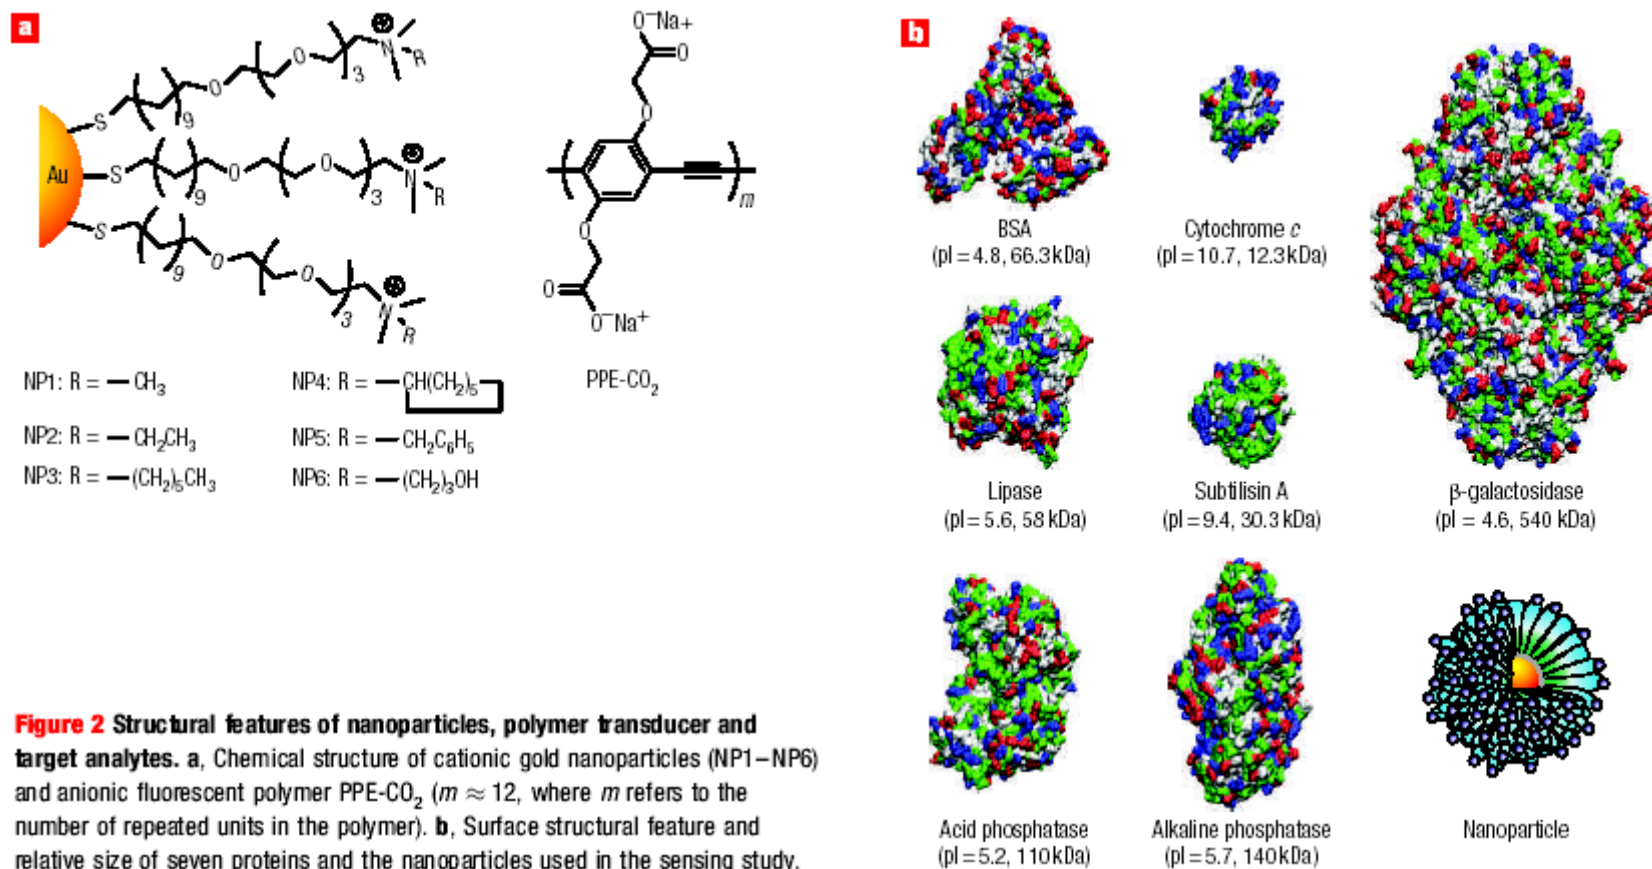 a
O⁻Na⁺
O
O
Au
S
S
S
9
9
9
O
O
O
O
O
O
3
3
3
N
N
N
R
R
R
⊕
⊕
⊕
m
O
O
O⁻Na⁺
NP1: R = —CH₃
NP2: R = —CH₂CH₃
NP3: R = —(CH₂)₅CH₃
NP4: R = —CH(CH₂)₅
NP5: R = —CH₂C₆H₅
NP6: R = —(CH₂)₃OH
PPE-CO₂
b
BSA
(pI = 4.8, 66.3 kDa)
Cytochrome c
(pI = 10.7, 12.3 kDa)
Lipase
(pI = 5.6, 58 kDa)
Subtilisin A
(pI = 9.4, 30.3 kDa)
β-galactosidase
(pI = 4.6, 540 kDa)
Acid phosphatase
(pI = 5.2, 110 kDa)
Alkaline phosphatase
(pI = 5.7, 140 kDa)
Nanoparticle
Figure 2 Structural features of nanoparticles, polymer transducer and
target analytes. a, Chemical structure of cationic gold nanoparticles (NP1–NP6)
and anionic fluorescent polymer PPE-CO₂ (m ≈ 12, where m refers to the
number of repeated units in the polymer). b, Surface structural feature and
relative size of seven proteins and the nanoparticles used in the sensing study.